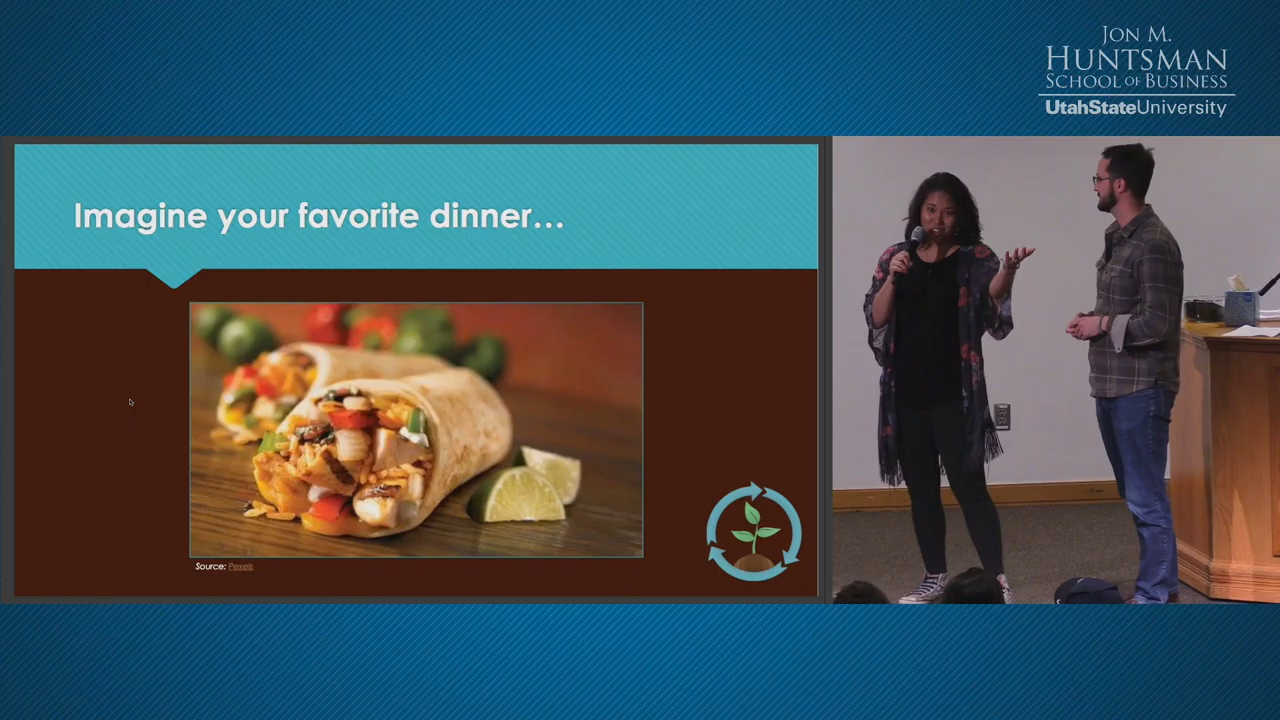 JON M.
HUNTSMAN
SCHOOL OF BUSINESS
UtahStateUniversity
Imagine your favorite dinner...
Source: Pexels